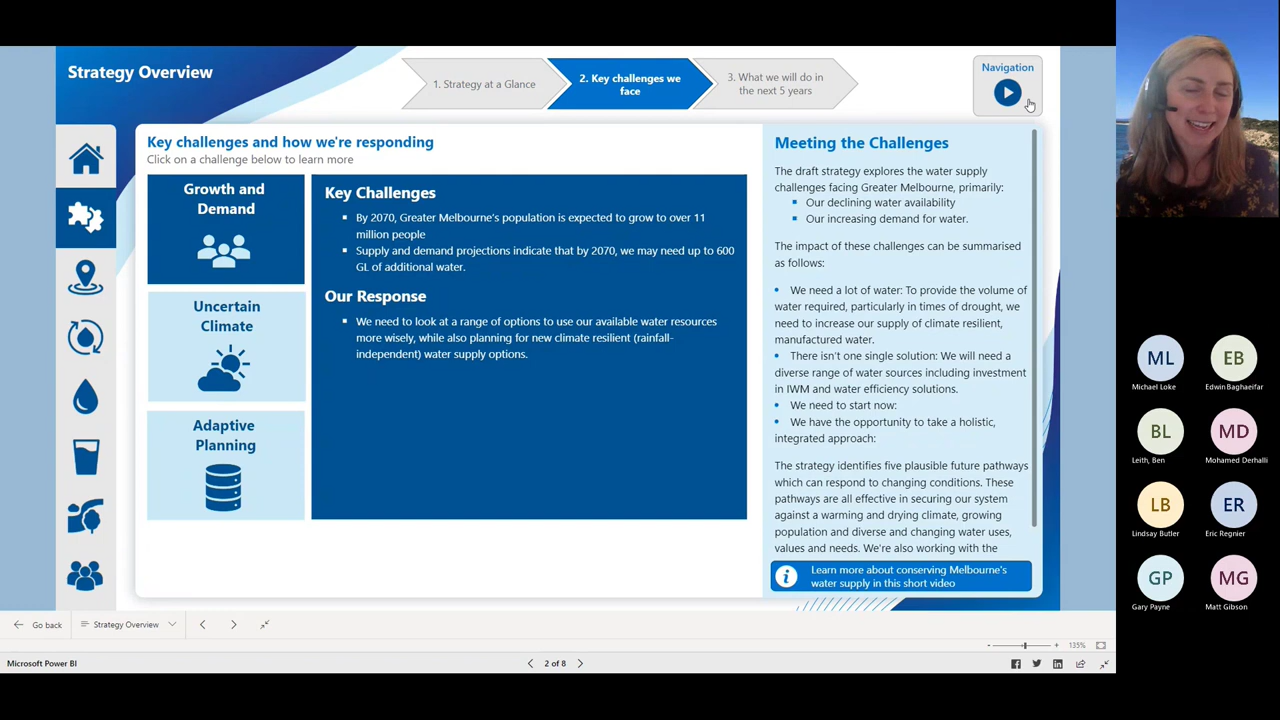 Strategy Overview
1. Strategy at a Glance
2. Key challenges we
face
3. What we will do in
the next 5 years
Navigation
Key challenges and how we're responding
Click on a challenge below to learn more
Growth and
Demand
Uncertain
Climate
Adaptive
Planning
Key Challenges
▪ By 2070, Greater Melbourne's population is expected to grow to over 11
million people
▪ Supply and demand projections indicate that by 2070, we may need up to 600
GL of additional water.
Our Response
▪ We need to look at a range of options to use our available water resources
more wisely, while also planning for new climate resilient (rainfall-
independent) water supply options.
Meeting the Challenges
The draft strategy explores the water supply
challenges facing Greater Melbourne, primarily:
▪ Our declining water availability
▪ Our increasing demand for water.
The impact of these challenges can be summarised
as follows:
• We need a lot of water: To provide the volume of
water required, particularly in times of drought, we
need to increase our supply of climate resilient,
manufactured water.
• There isn't one single solution: We will need a
diverse range of water sources including investment
in IWM and water efficiency solutions.
• We need to start now:
• We have the opportunity to take a holistic,
integrated approach:
The strategy identifies five plausible future pathways
which can respond to changing conditions. These
pathways are all effective in securing our system
against a warming and drying climate, growing
population and diverse and changing water uses,
values and needs. We're also working with the
Learn more about conserving Melbourne's
water supply in this short video
Go back
Strategy Overview
135%
Microsoft Power BI
2 of 8
ML
EB
Michael Loke
Edwin Baghaeifar
BL
MD
Leith, Ben
Mohamed Derhalli
LB
ER
Lindsay Butler
Eric Regnier
GP
MG
Gary Payne
Matt Gibson